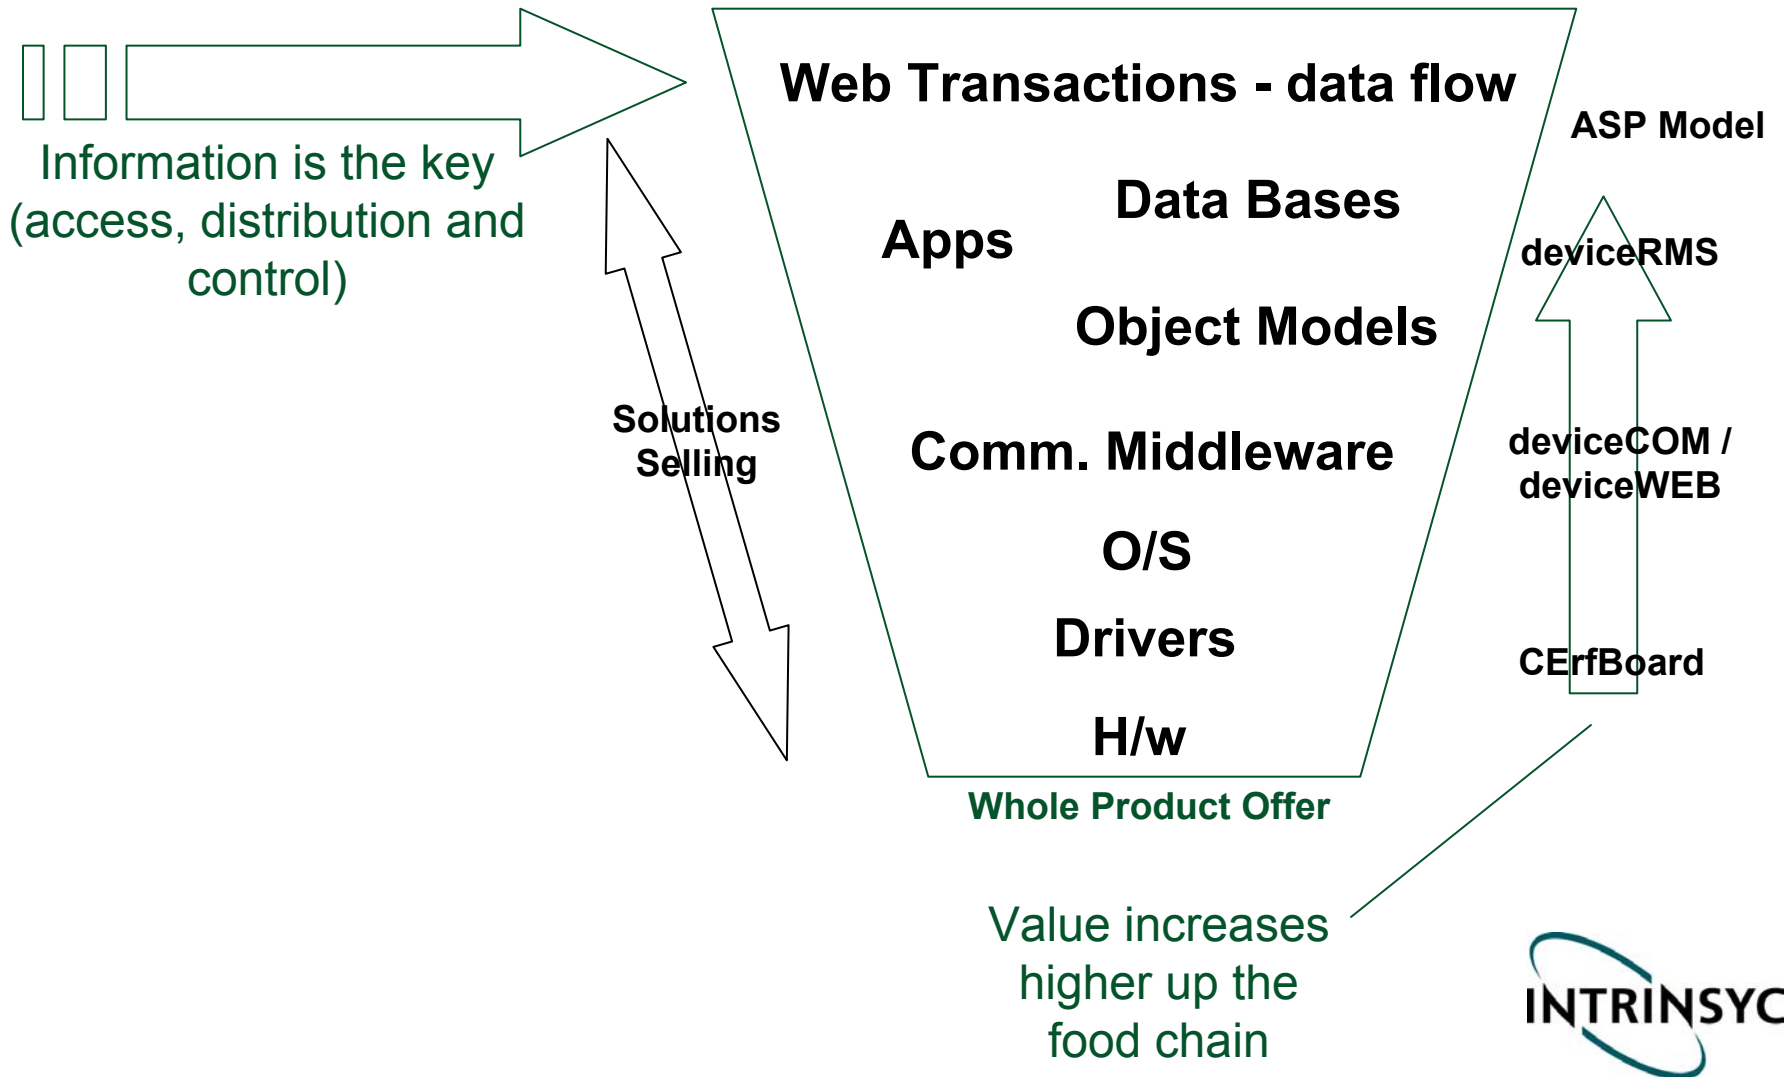 Information is the key
(access, distribution and
control)
Web Transactions - data flow
Data Bases
Apps
Object Models
Comm. Middleware
O/S
Drivers
H/w
Whole Product Offer
Solutions
Selling
ASP Model
deviceRMS
deviceCOM /
deviceWEB
CErfBoard
Value increases
higher up the
food chain
INTRINSYC